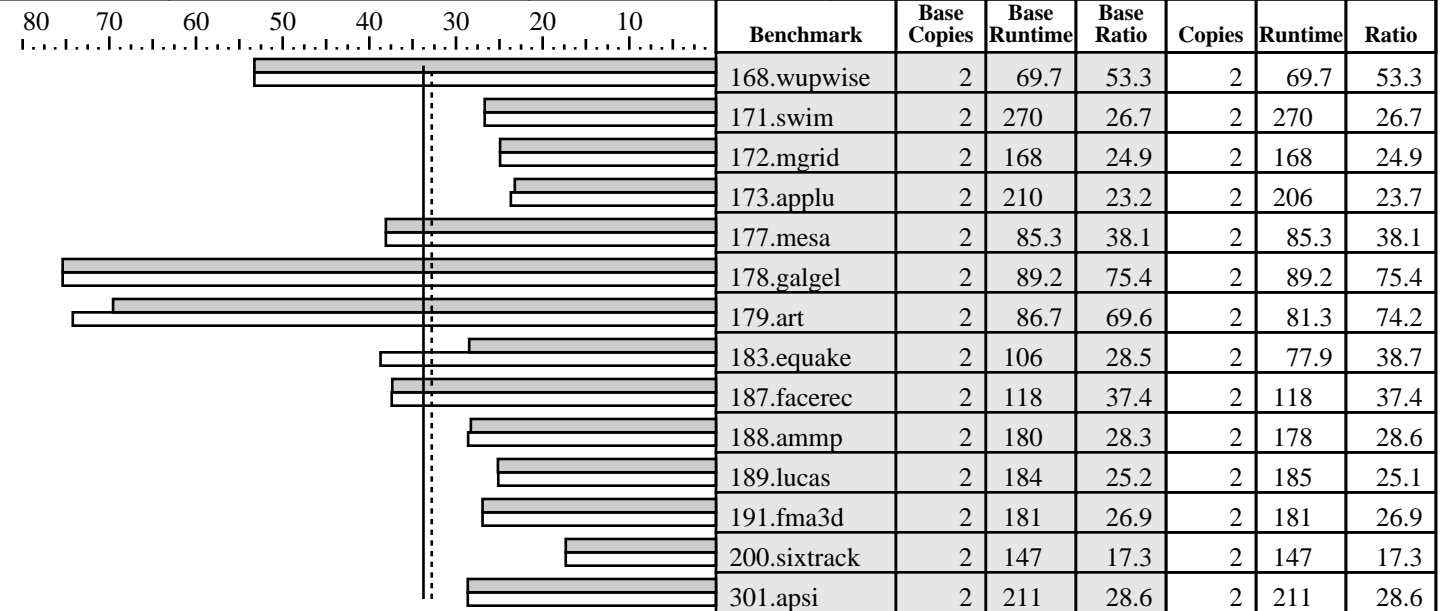 80 70 60 50 40 30 20 10
Benchmark Base Copies Base Runtime Base Ratio Copies Runtime Ratio
168.wupwise 2 69.7 53.3 2 69.7 53.3
171.swim 2 270 26.7 2 270 26.7
172.mgrid 2 168 24.9 2 168 24.9
173.applu 2 210 23.2 2 206 23.7
177.mesa 2 85.3 38.1 2 85.3 38.1
178.galgel 2 89.2 75.4 2 89.2 75.4
179.art 2 86.7 69.6 2 81.3 74.2
183.equake 2 106 28.5 2 77.9 38.7
187.facerec 2 118 37.4 2 118 37.4
188.ammp 2 180 28.3 2 178 28.6
189.lucas 2 184 25.2 2 185 25.1
191.fma3d 2 181 26.9 2 181 26.9
200.sixtrack 2 147 17.3 2 147 17.3
301.apsi 2 211 28.6 2 211 28.6